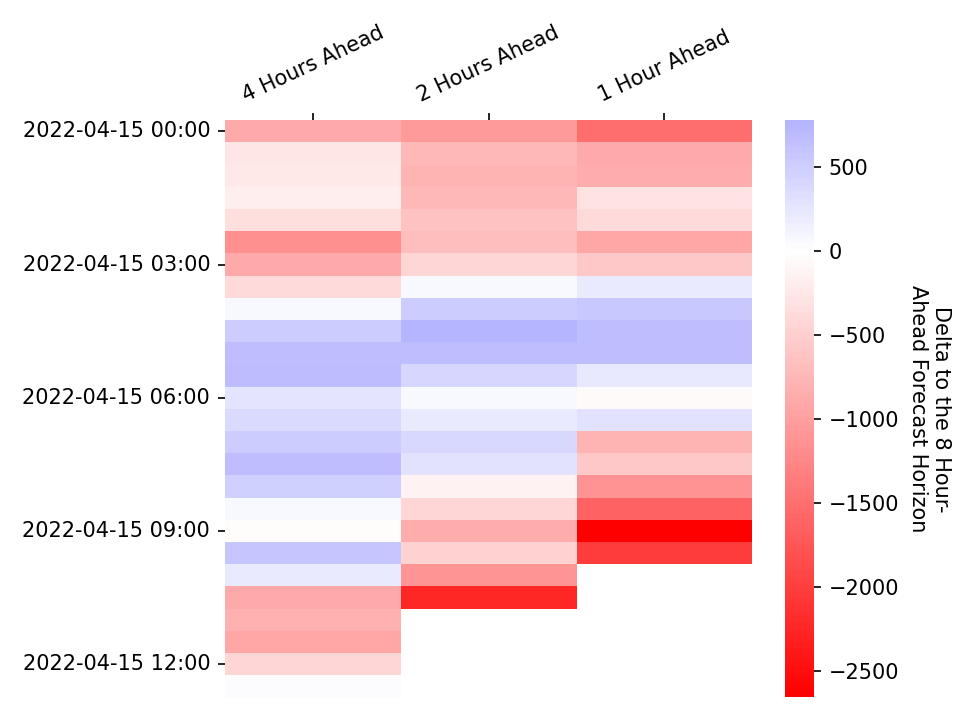 4 Hours Ahead
2 Hours Ahead
1 Hour Ahead
2022-04-15 00:00
2022-04-15 03:00
2022-04-15 06:00
2022-04-15 09:00
2022-04-15 12:00
500
0
−500
−1000
−1500
−2000
−2500
Delta to the 8 Hour-
Ahead Forecast Horizon